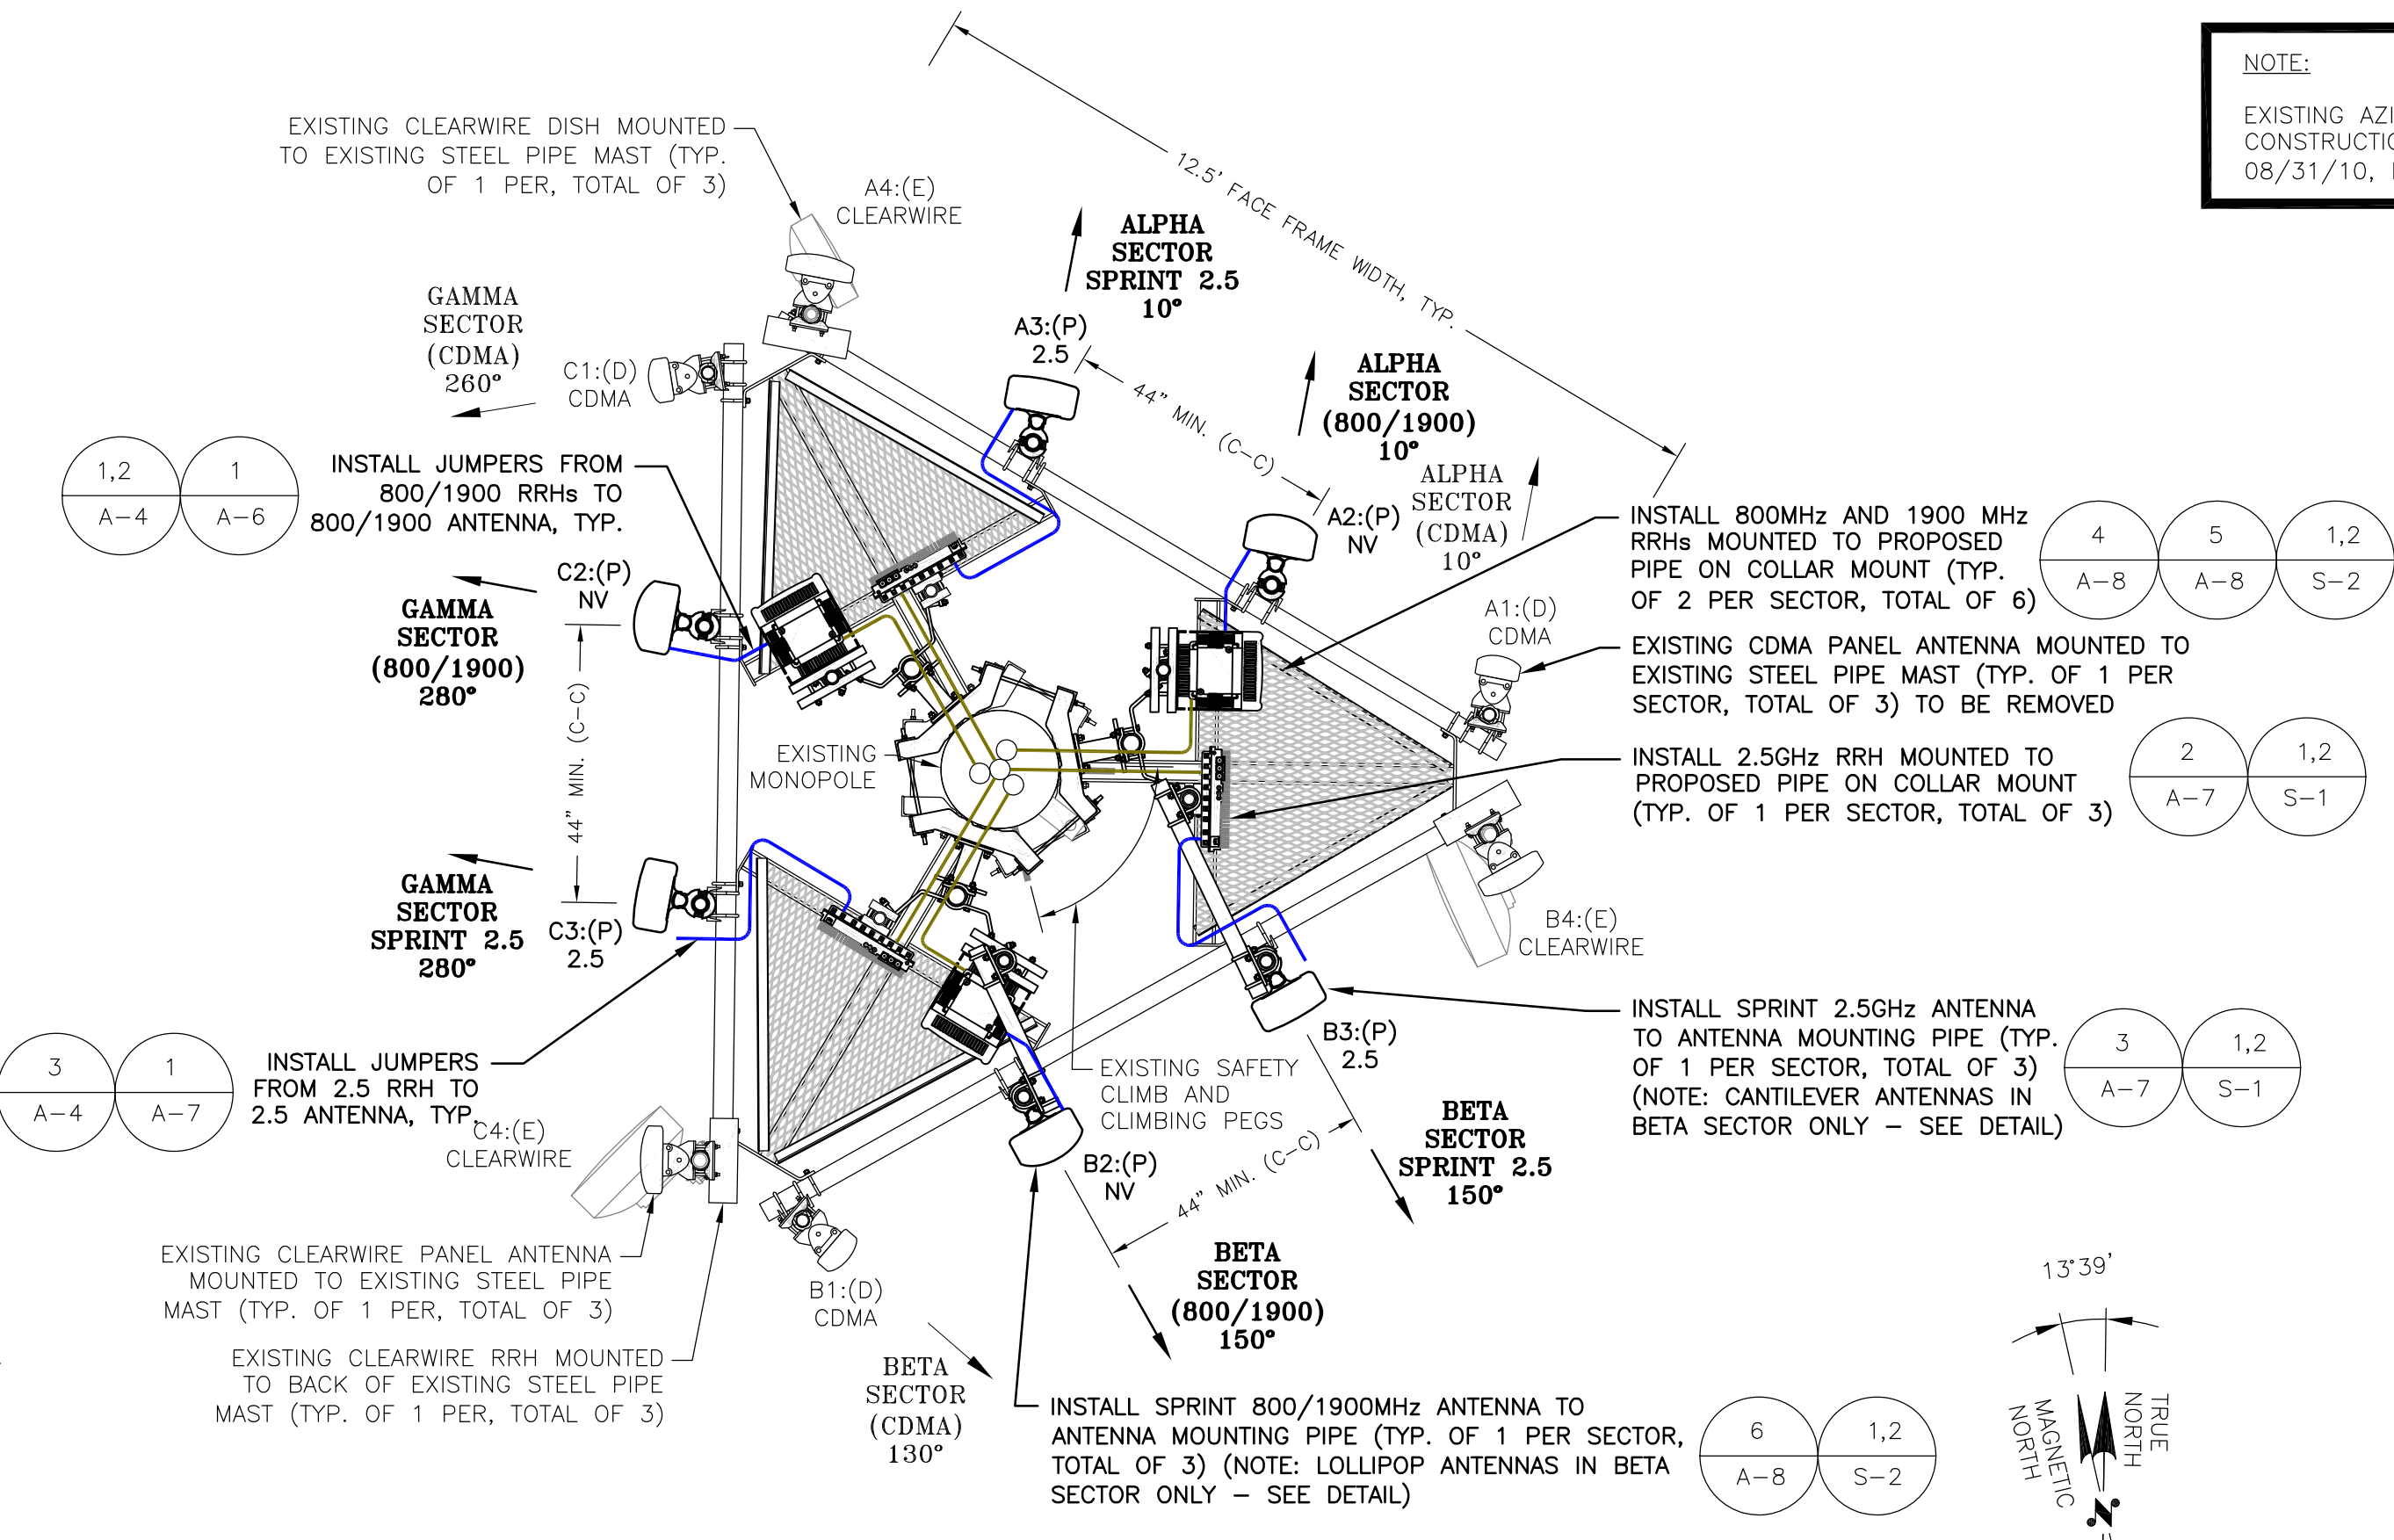 NOTE:
EXISTING AZI
CONSTRUCTIO
08/31/10,
EXISTING CLEARWIRE DISH MOUNTED
TO EXISTING STEEL PIPE MAST (TYP.
OF 1 PER, TOTAL OF 3)
A4:(E)
CLEARWIRE
12.5' FACE FRAME WIDTH, TYP.
ALPHA
SECTOR
SPRINT 2.5
10°
GAMMA
SECTOR
(CDMA)
260°
C1:(D)
CDMA
A3:(P)
2.5
44" MIN. (C-C)
ALPHA
SECTOR
(800/1900)
10°
ALPHA
SECTOR
(CDMA)
10°
A2:(P)
NV
1,2
A-4
1
A-6
INSTALL JUMPERS FROM
800/1900 RRHs TO
800/1900 ANTENNA, TYP.
INSTALL 800MHz AND 1900 MHz
RRHs MOUNTED TO PROPOSED
PIPE ON COLLAR MOUNT (TYP.
OF 2 PER SECTOR, TOTAL OF 6)
4
A-8
5
A-8
1,2
S-2
C2:(P)
NV
GAMMA
SECTOR
(800/1900)
280°
A1:(D)
CDMA
EXISTING CDMA PANEL ANTENNA MOUNTED TO
EXISTING STEEL PIPE MAST (TYP. OF 1 PER
SECTOR, TOTAL OF 3) TO BE REMOVED
44" MIN. (C-C)
EXISTING
MONOPOLE
INSTALL 2.5GHz RRH MOUNTED TO
PROPOSED PIPE ON COLLAR MOUNT
(TYP. OF 1 PER SECTOR, TOTAL OF 3)
2
A-7
1,2
S-1
GAMMA
SECTOR
SPRINT 2.5
280°
C3:(P)
2.5
B4:(E)
CLEARWIRE
3
A-4
1
A-7
INSTALL JUMPERS
FROM 2.5 RRH TO
2.5 ANTENNA, TYP.
C4:(E)
CLEARWIRE
EXISTING SAFETY
CLIMB AND
CLIMBING PEGS
B3:(P)
2.5
INSTALL SPRINT 2.5GHz ANTENNA
TO ANTENNA MOUNTING PIPE (TYP.
OF 1 PER SECTOR, TOTAL OF 3)
(NOTE: CANTILEVER ANTENNAS IN
BETA SECTOR ONLY - SEE DETAIL)
3
A-7
1,2
S-1
B2:(P)
NV
44" MIN. (C-C)
BETA
SECTOR
SPRINT 2.5
150°
EXISTING CLEARWIRE PANEL ANTENNA
MOUNTED TO EXISTING STEEL PIPE
MAST (TYP. OF 1 PER, TOTAL OF 3)
EXISTING CLEARWIRE RRH MOUNTED
TO BACK OF EXISTING STEEL PIPE
MAST (TYP. OF 1 PER, TOTAL OF 3)
B1:(D)
CDMA
BETA
SECTOR
(CDMA)
130°
BETA
SECTOR
(800/1900)
150°
INSTALL SPRINT 800/1900MHz ANTENNA TO
ANTENNA MOUNTING PIPE (TYP. OF 1 PER SECTOR,
TOTAL OF 3) (NOTE: LOLLIPOP ANTENNAS IN BETA
SECTOR ONLY - SEE DETAIL)
6
A-8
1,2
S-2
13°39'
TRUE
NORTH
MAGNETIC
NORTH
N